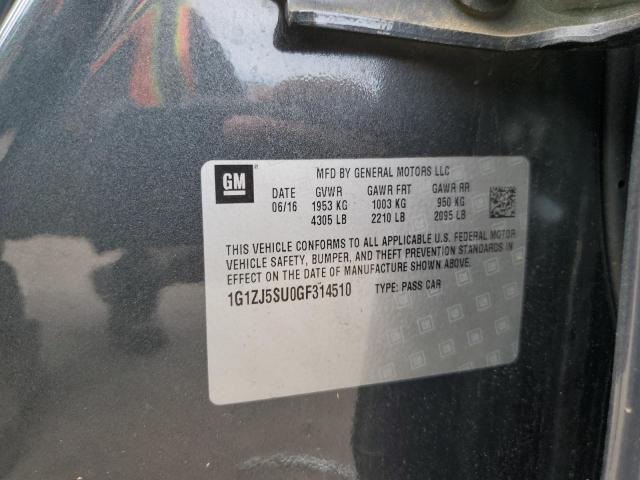 GM
MFD BY GENERAL MOTORS LLC
DATE GVWR GAWR FRT GAWR RR
06/16 1953 KG 1003 KG 950 KG
4305 LB 2210 LB 2095 LB
THIS VEHICLE CONFORMS TO ALL APPLICABLE U.S. FEDERAL MOTOR
VEHICLE SAFETY, BUMPER, AND THEFT PREVENTION STANDARDS IN
EFFECT ON THE DATE OF MANUFACTURE SHOWN ABOVE.
1G1ZJ5SU0GF314510 TYPE: PASS CAR